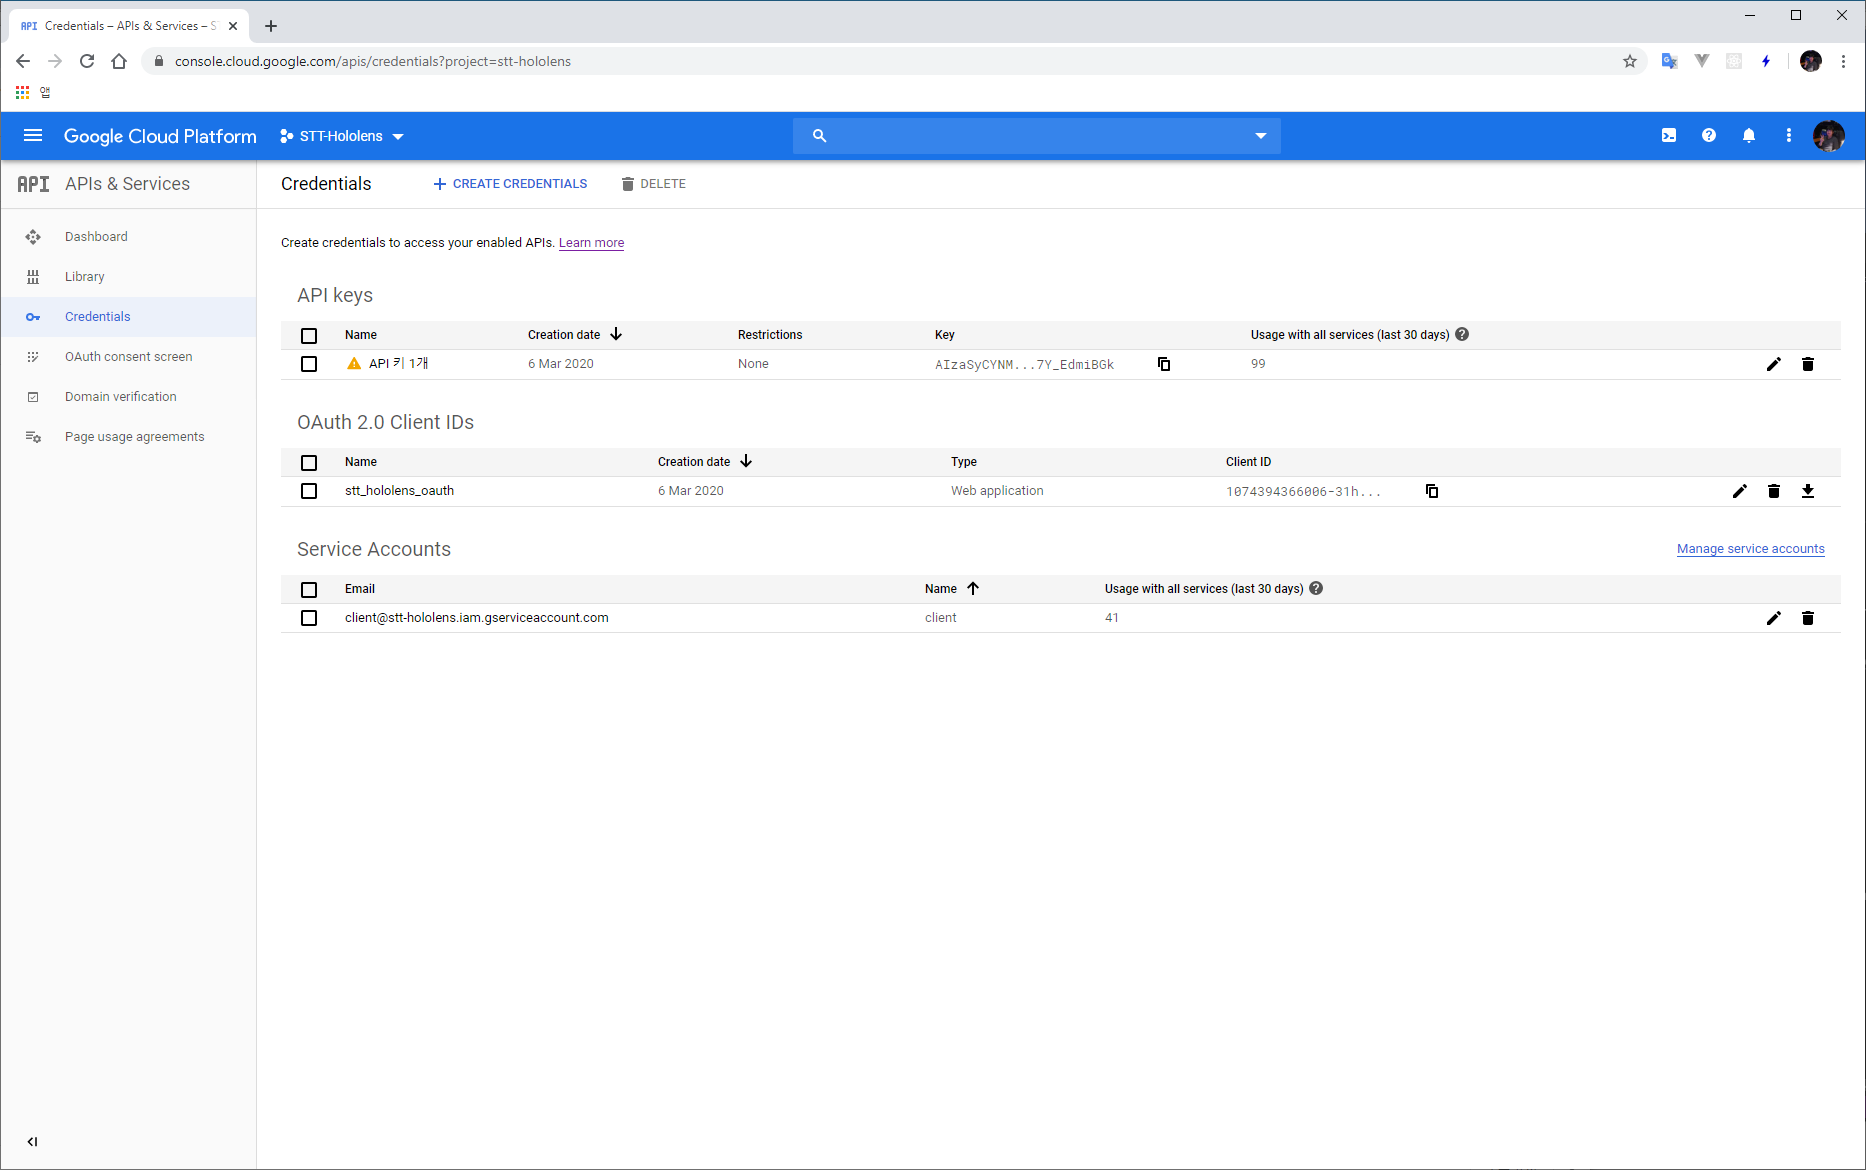 API Credentials – APIs & Services – S
console.cloud.google.com/apis/credentials?project=stt-hololens
앱
Google Cloud Platform STT-Hololens
API APIs & Services
Credentials CREATE CREDENTIALS DELETE
Dashboard
Library
Credentials
OAuth consent screen
Domain verification
Page usage agreements
Create credentials to access your enabled APIs. Learn more
API keys
Name Creation date Restrictions Key Usage with all services (last 30 days)
API 키 1개 6 Mar 2020 None AIzaSyCYNM...7Y_EdmiBGk 99
OAuth 2.0 Client IDs
Name Creation date Type Client ID
stt_hololens_oauth 6 Mar 2020 Web application 1074394366006-31h...
Service Accounts Manage service accounts
Email Name Usage with all services (last 30 days)
client@stt-hololens.iam.gserviceaccount.com client 41